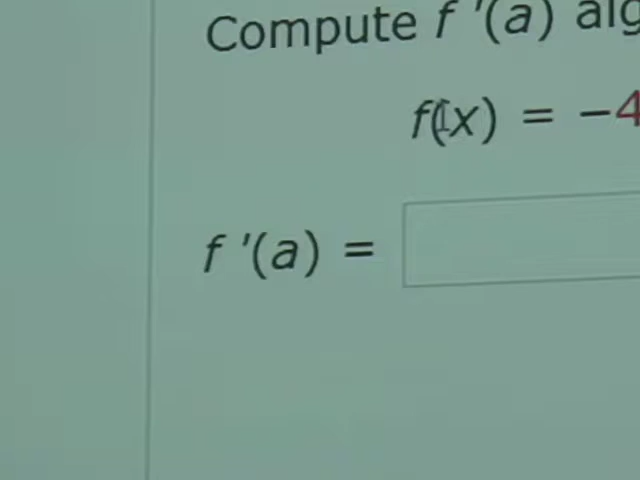 Compute f '(a) alg
f(x) = −4
f '(a) =